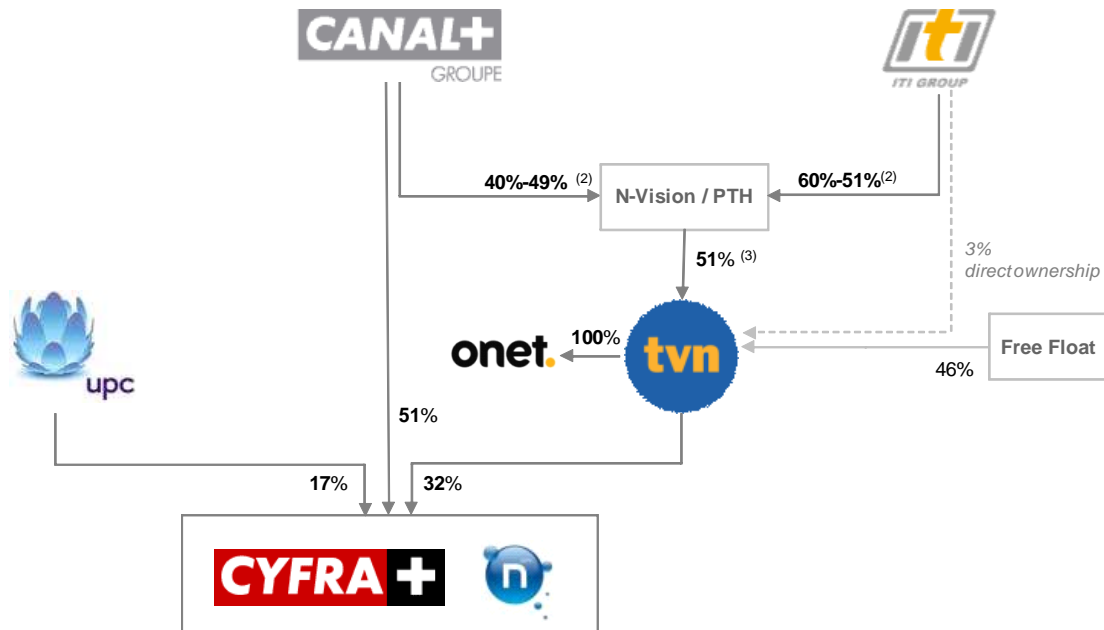 CANAL+
GROUPE
iti
ITI GROUP
40%-49% (2)
60%-51%(2)
N-Vision / PTH
51% (3)
3%
directownership
upc
onet.
100%
tvn
Free Float
46%
51%
17%
32%
CYFRA+
n